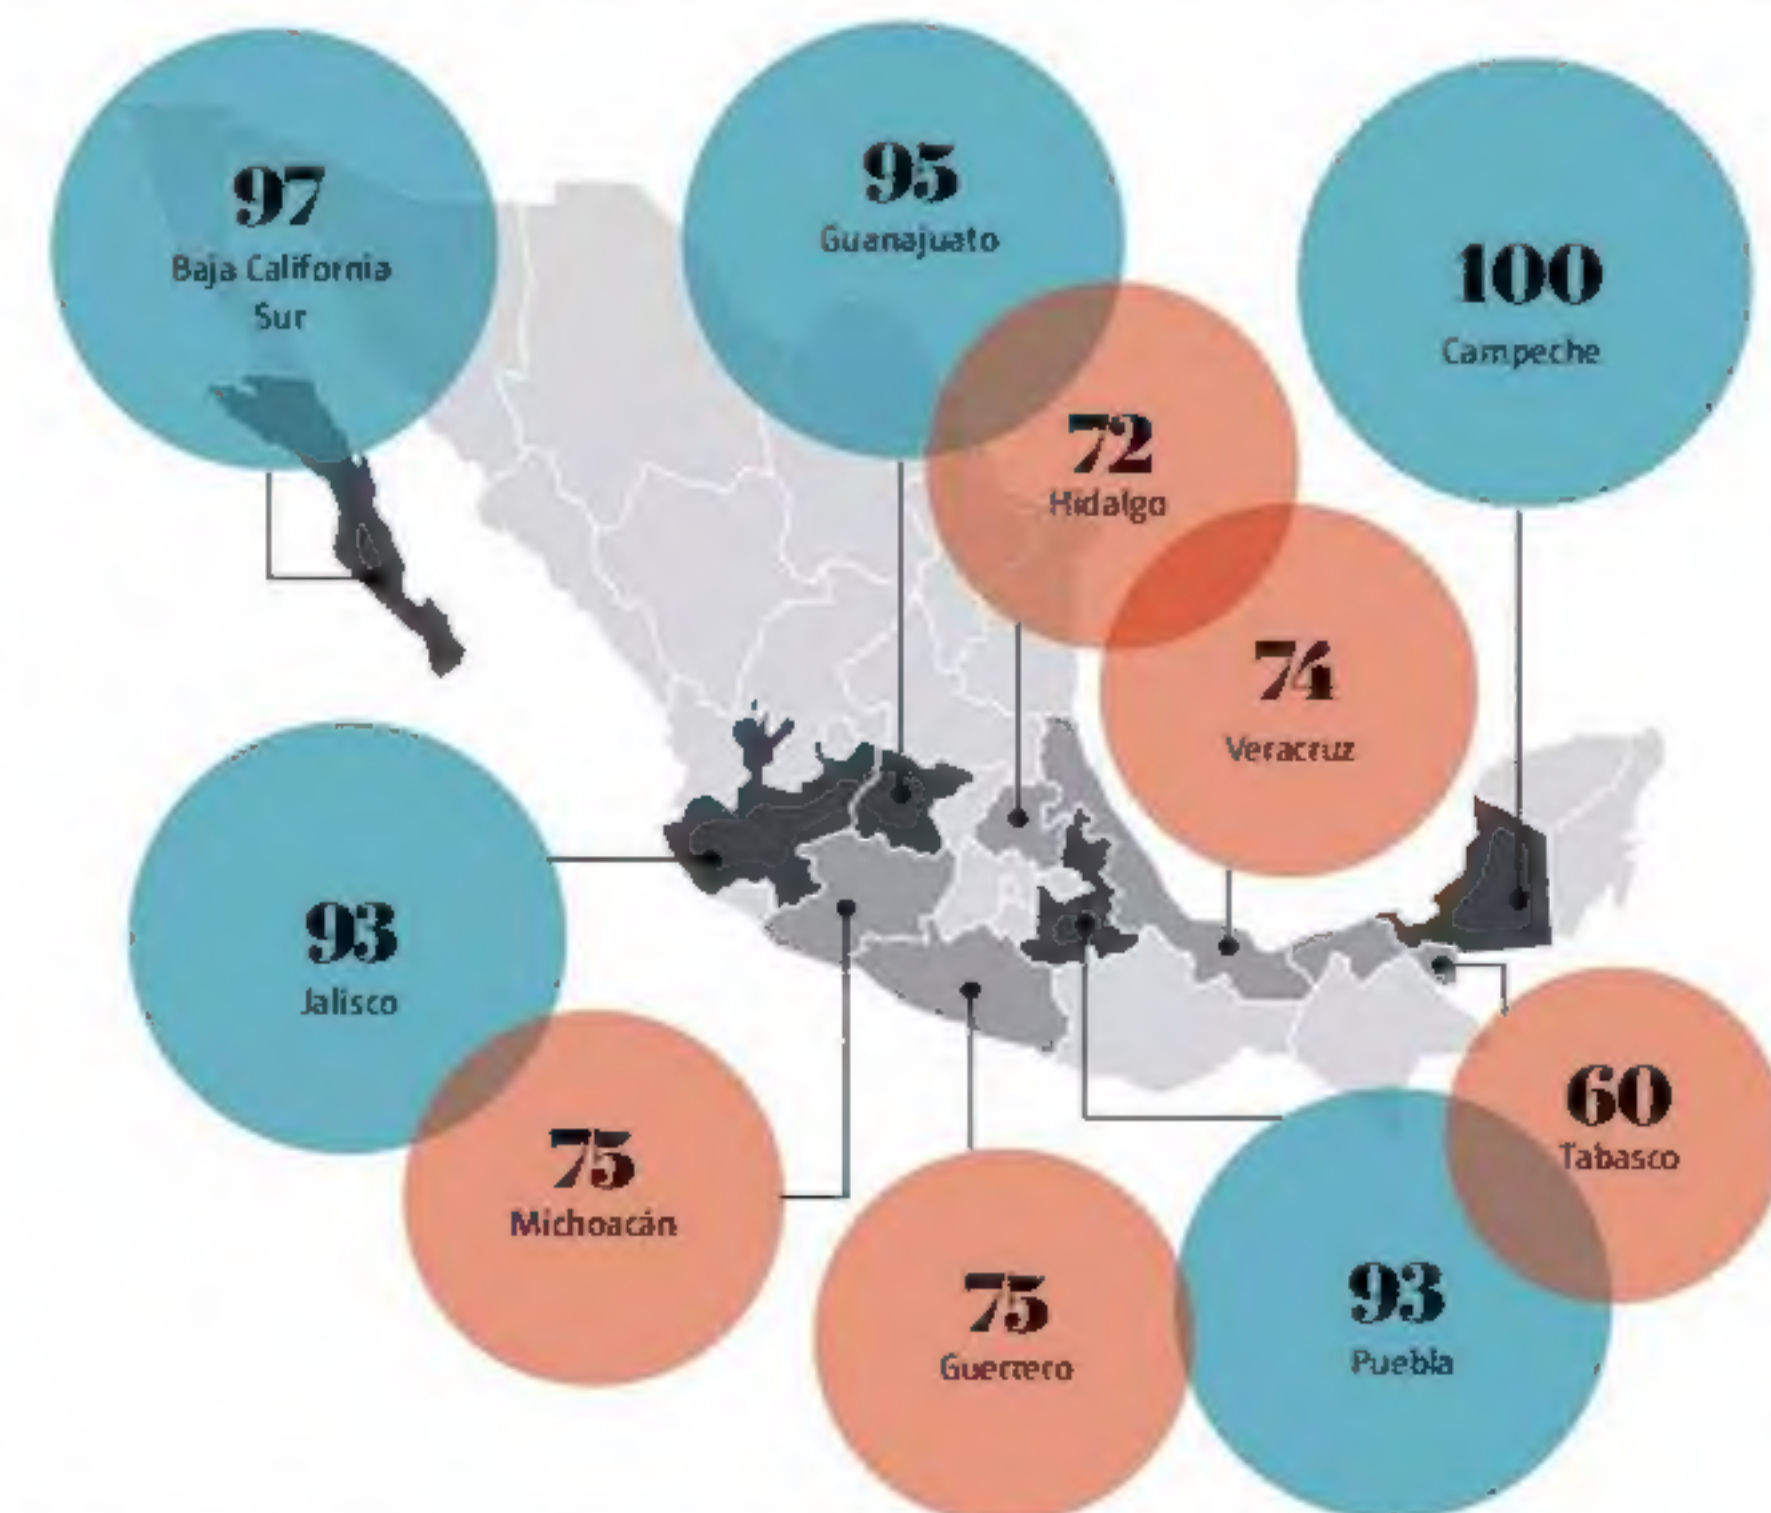 97
Baja California
Sur
95
Guanajuato
100
Campeche
72
Hidalgo
74
Veracruz
93
Jalisco
75
Michoacán
75
Guerrero
93
Puebla
60
Tabasco